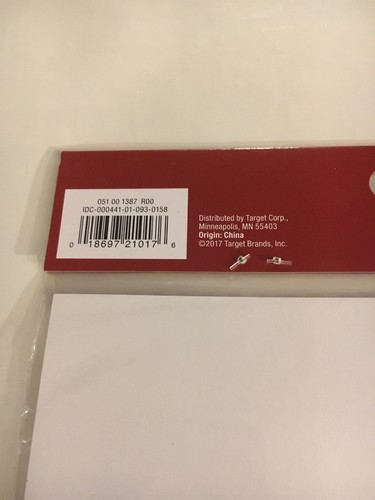 051 00 1387 R00
IDC-000441-01-093-0158
0 18697 21017 6
Distributed by Target Corp.,
Minneapolis, MN 55403
Origin: China
©2017 Target Brands, Inc.